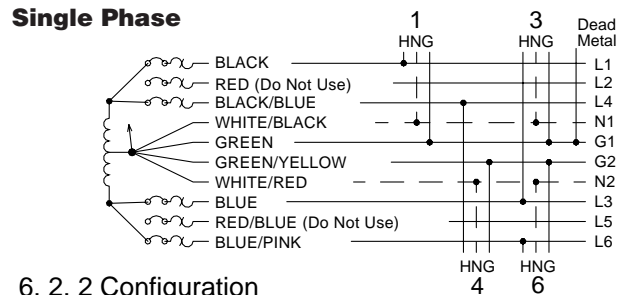 Single Phase
1
3
Dead
Metal
HNG
HNG
BLACK
L1
RED (Do Not Use)
L2
BLACK/BLUE
L4
WHITE/BLACK
N1
GREEN
G1
GREEN/YELLOW
G2
WHITE/RED
N2
BLUE
L3
RED/BLUE (Do Not Use)
L5
BLUE/PINK
L6
HNG
HNG
4
6
6, 2, 2 Configuration